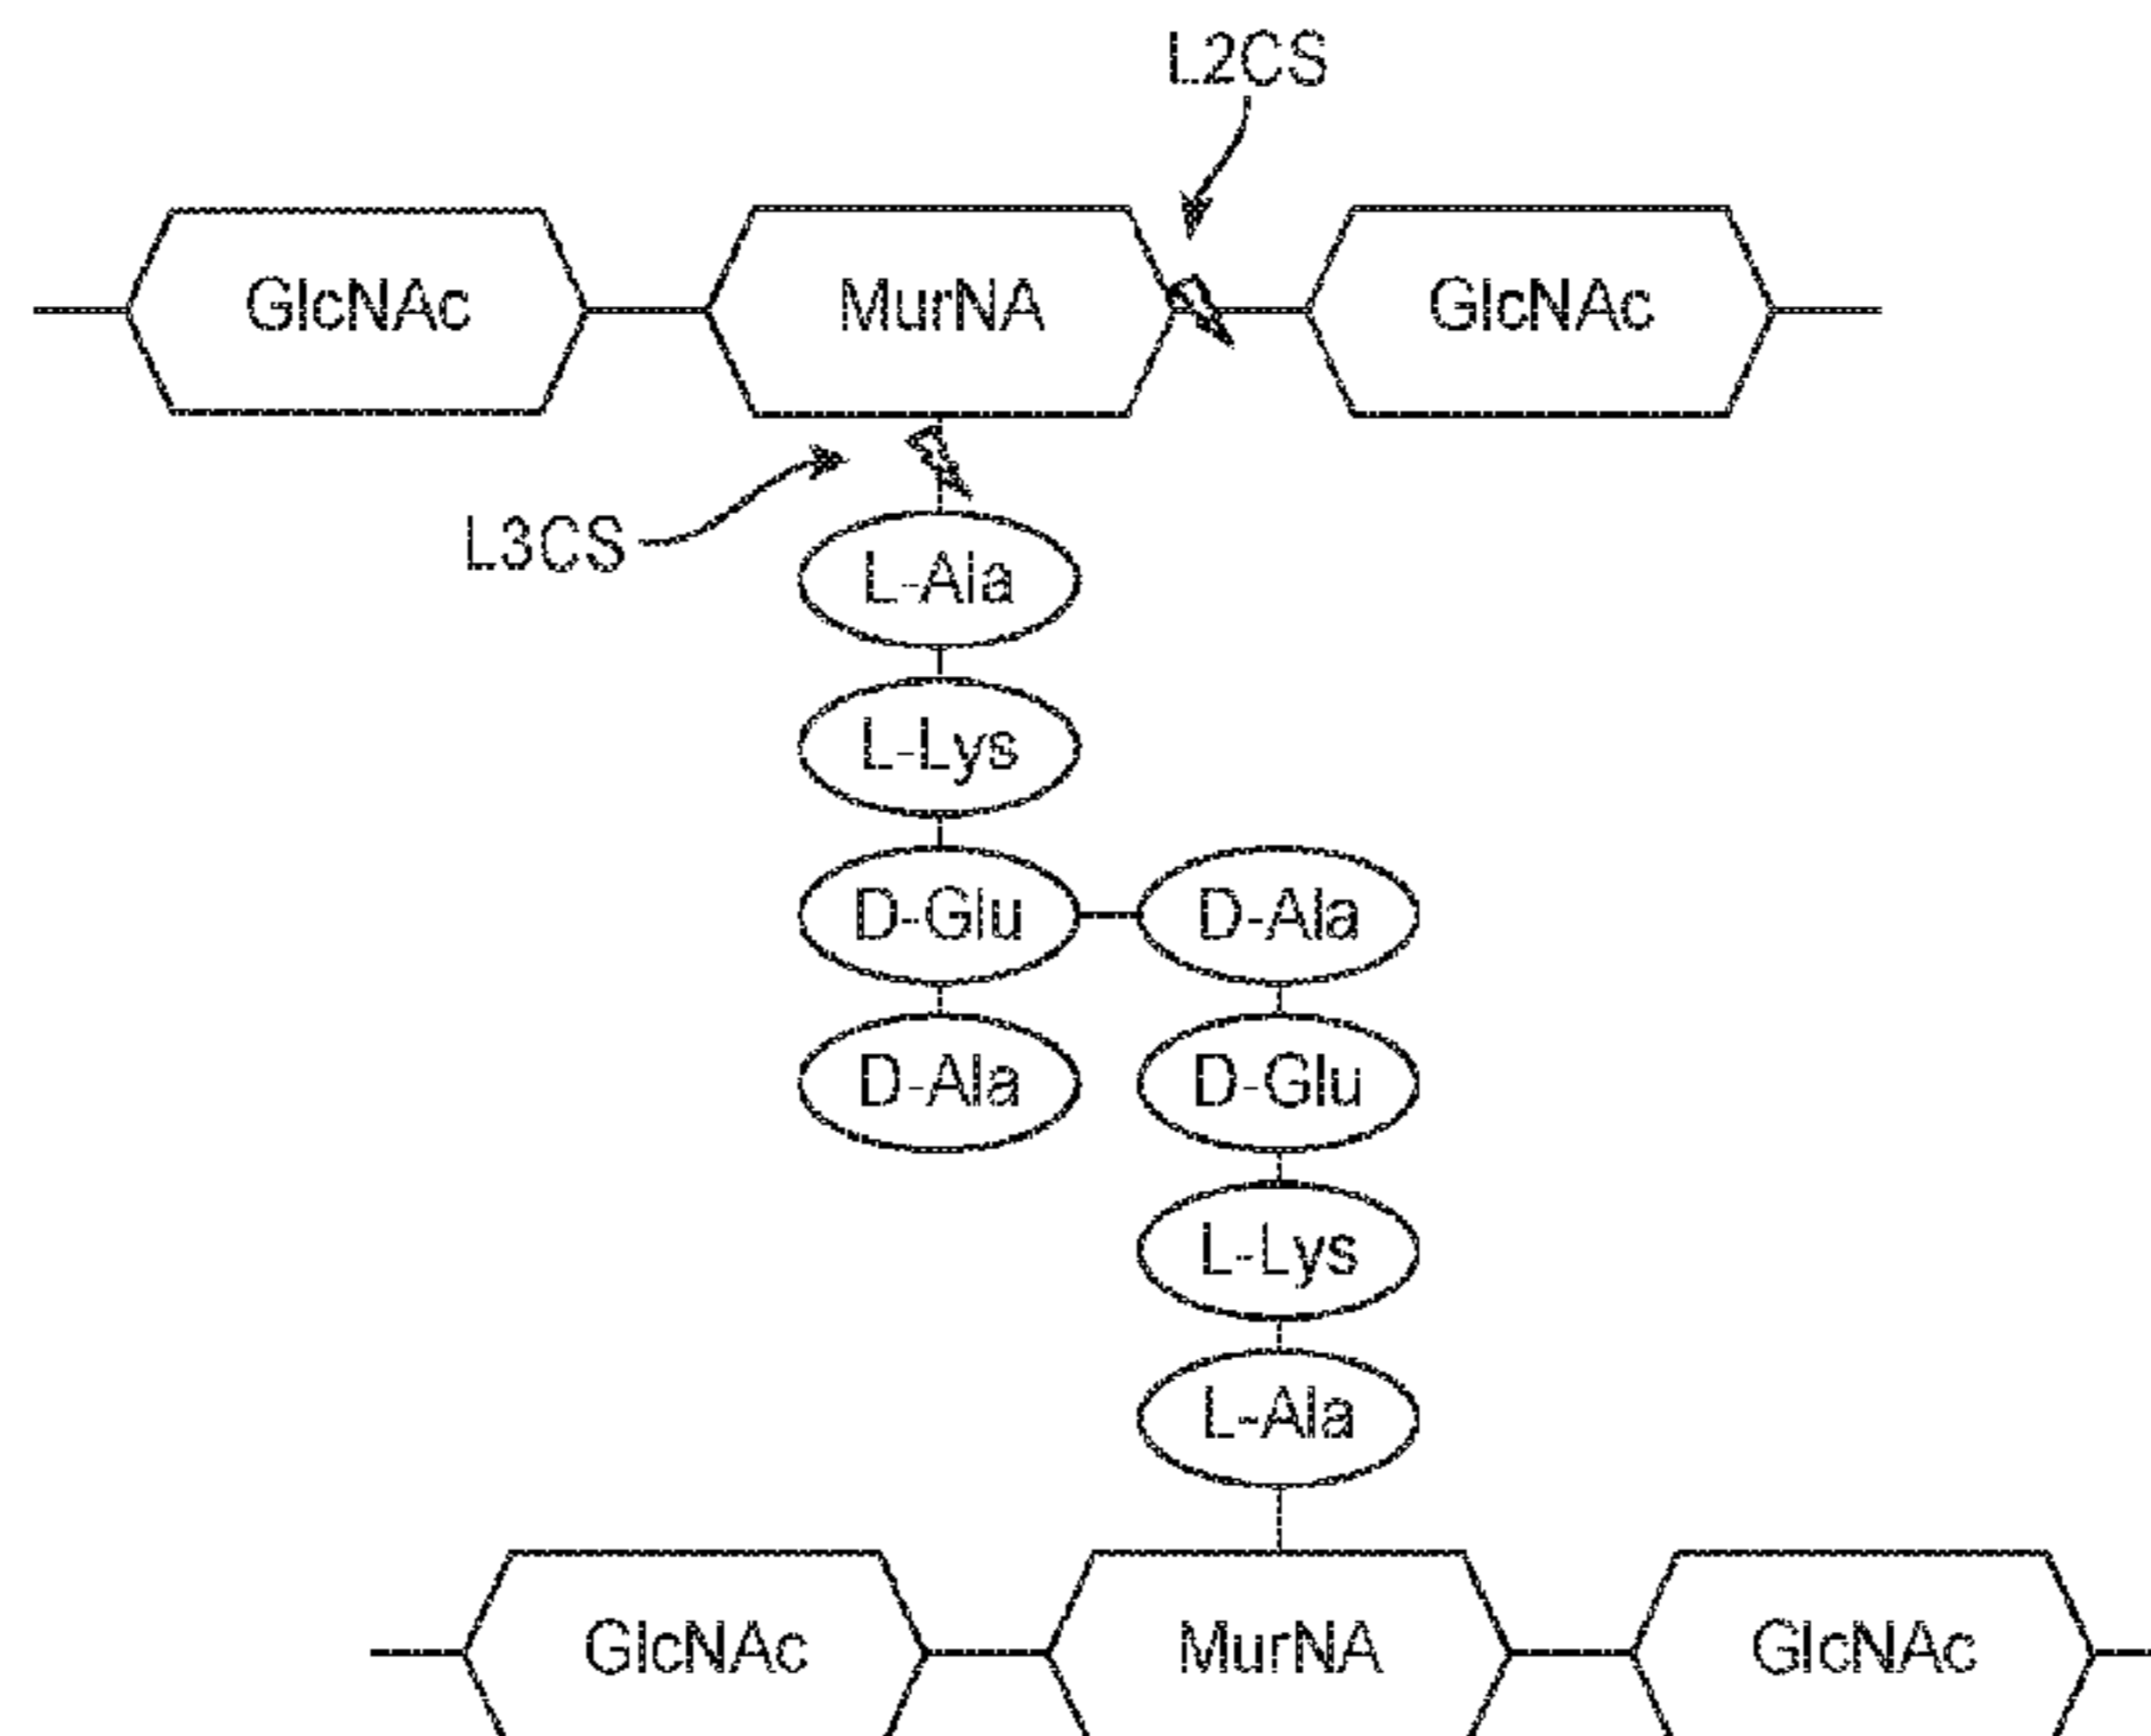 L2CS
GlcNAc MurNA GlcNAc
L3CS
L-Ala
L-Lys
D-Glu D-Ala
D-Ala D-Glu
L-Lys
L-Ala
GlcNAc MurNA GlcNAc